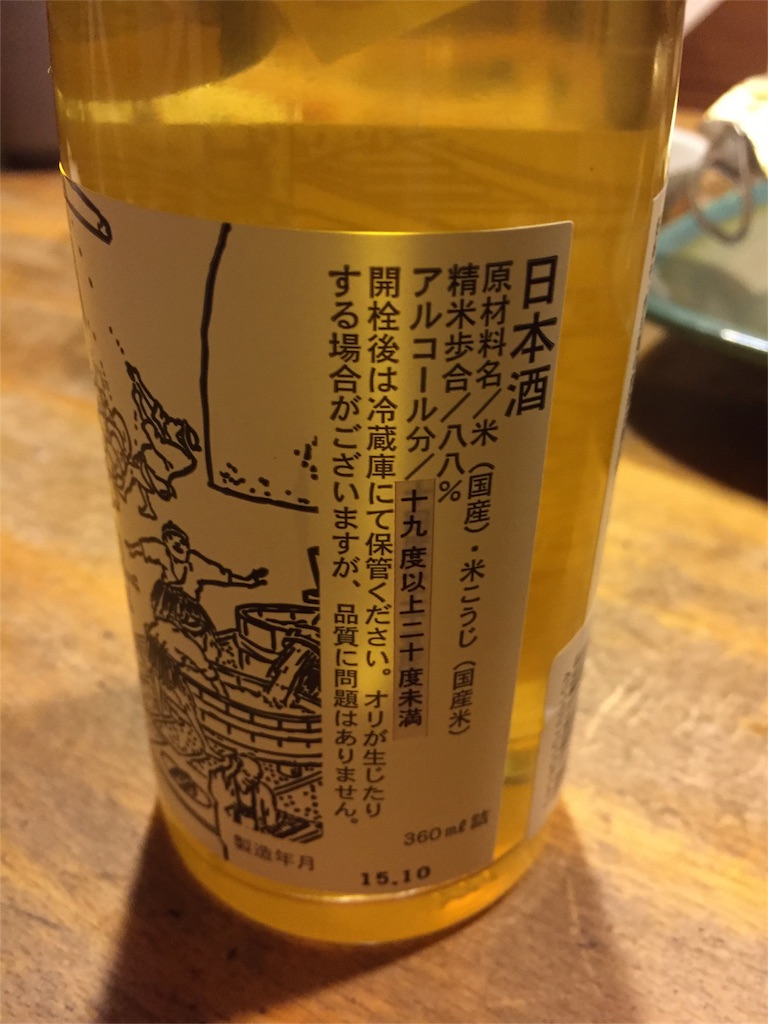 日本酒
原材料名／米（国産）・米こうじ（国産米）
精米歩合／八八%
アルコール分／十九度以上二十度未満
開栓後は冷蔵庫にて保管ください。オリが生じたり
する場合がございますが、品質に問題はありません。
360ml詰
製造年月
15.10